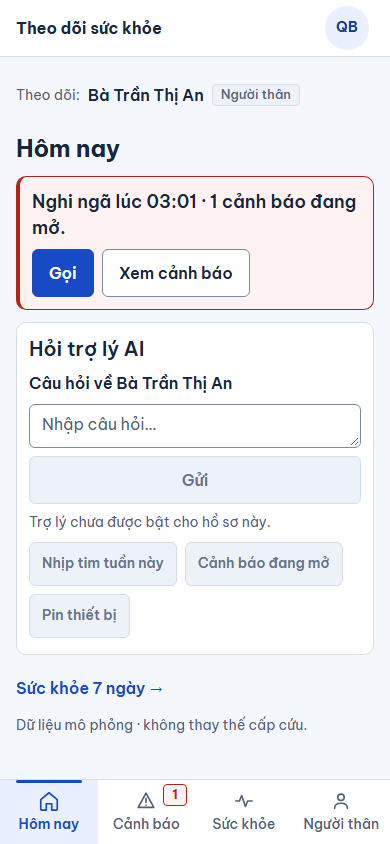 Theo dõi sức khỏe
QB
Theo dõi: Bà Trần Thị An Người thân
Hôm nay
Nghi ngã lúc 03:01 · 1 cảnh báo đang
mở.
Gọi
Xem cảnh báo
Hỏi trợ lý AI
Câu hỏi về Bà Trần Thị An
Nhập câu hỏi...
Gửi
Trợ lý chưa được bật cho hồ sơ này.
Nhịp tim tuần này
Cảnh báo đang mở
Pin thiết bị
Sức khỏe 7 ngày →
Dữ liệu mô phỏng · không thay thế cấp cứu.
1
Hôm nay
Cảnh báo
Sức khỏe
Người thân